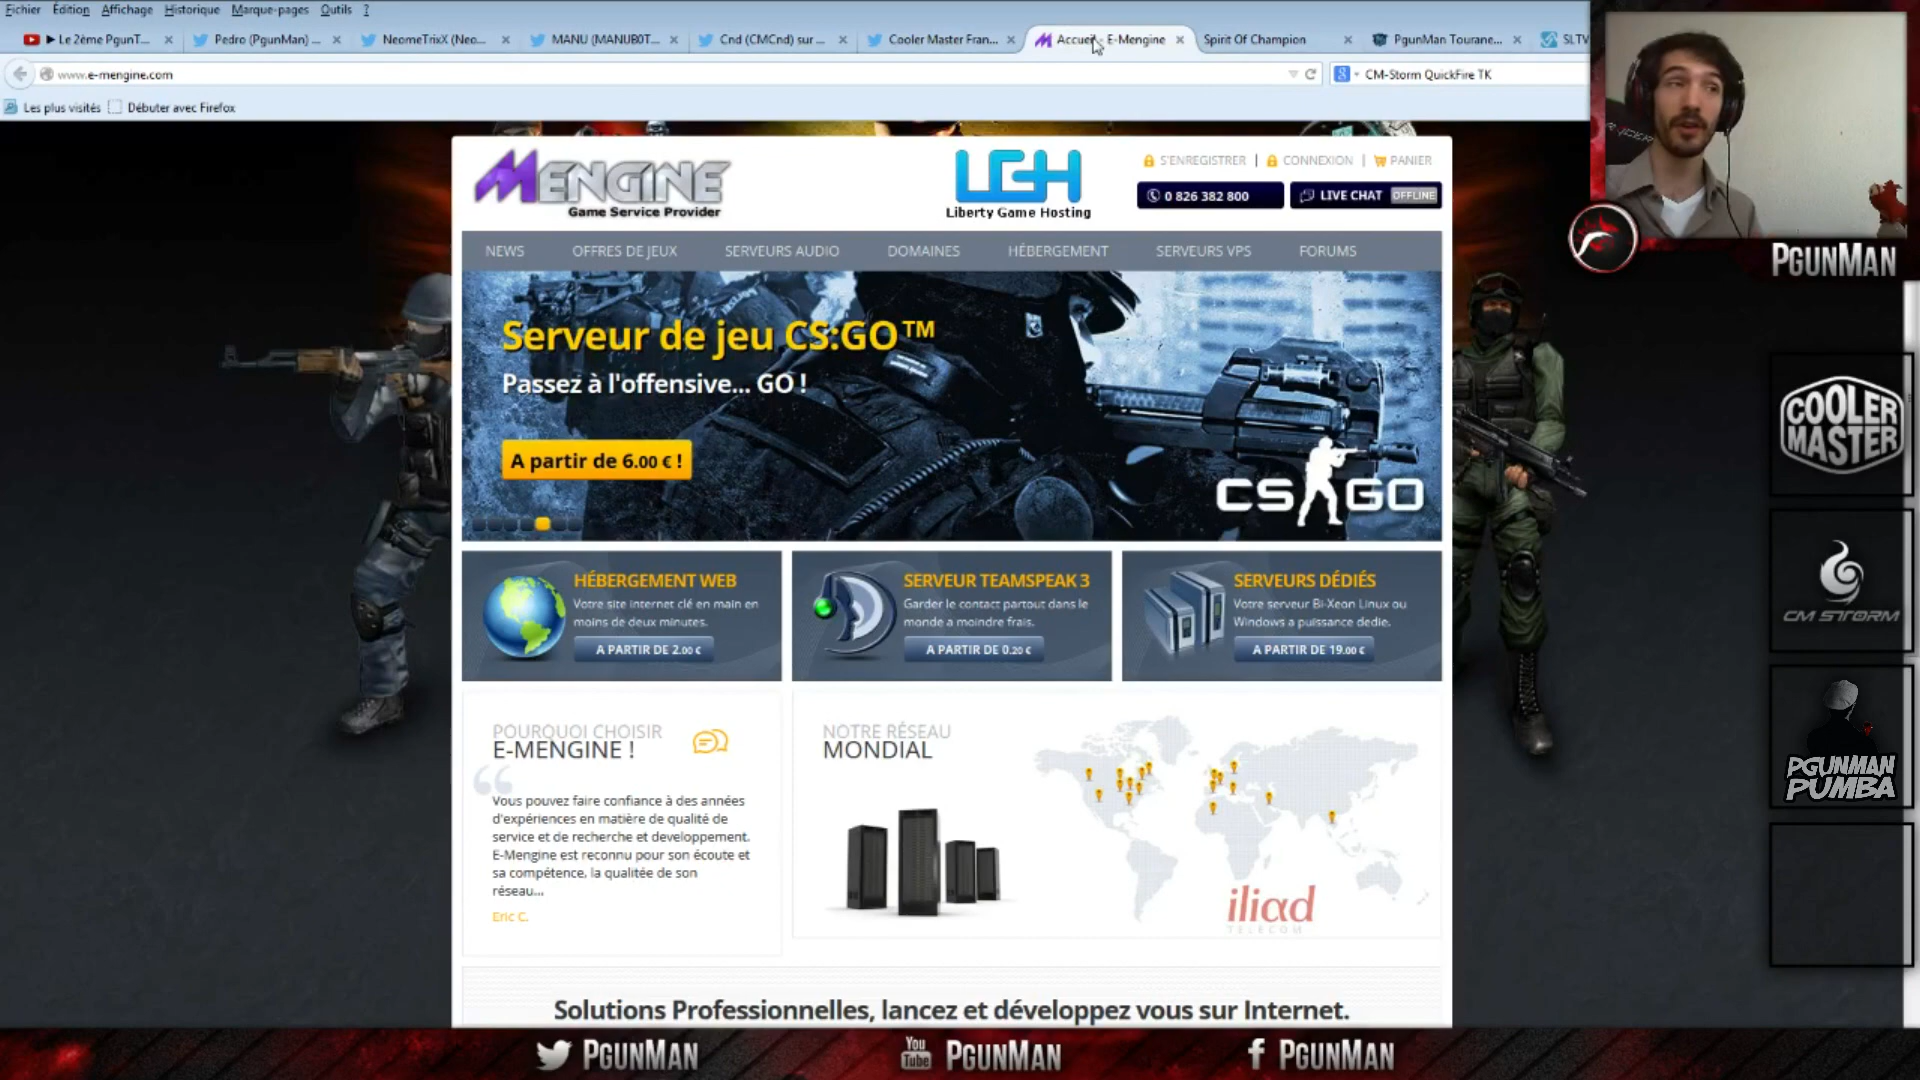 Fichier Édition Affichage Historique Marque-pages Outils ?
▶ Le 2ème PgunT... Pedro (PgunMan) ... NeomeTrixX (Neo... MANU (MANUB0T... Cnd (CMCnd) sur ... Cooler Master Fran... Accueil - E-Mengine Spirit Of Champion PgunMan Tourane... SLTV
www.e-mengine.com
CM-Storm QuickFire TK
Les plus visités Débuter avec Firefox
MENGINE
Game Service Provider
LGH
Liberty Game Hosting
S'ENREGISTRER | CONNEXION | PANIER
0 826 382 800
LIVE CHAT OFFLINE
NEWS OFFRES DE JEUX SERVEURS AUDIO DOMAINES HÉBERGEMENT SERVEURS VPS FORUMS
Serveur de jeu CS:GO™
Passez à l'offensive... GO !
A partir de 6.00 € !
CS GO
HÉBERGEMENT WEB
Votre site internet clé en main en
moins de deux minutes.
A PARTIR DE 2.00 €
SERVEUR TEAMSPEAK 3
Garder le contact partout dans le
monde a moindre frais.
A PARTIR DE 0.20 €
SERVEURS DÉDIÉS
Votre serveur Bi-Xeon Linux ou
Windows a puissance dedie.
A PARTIR DE 19.00 €
POURQUOI CHOISIR
E-MENGINE !
Vous pouvez faire confiance à des années
d'expériences en matière de qualité de
service et de recherche et developpement.
E-Mengine est reconnu pour son écoute et
sa compétence, la qualitée de son
réseau...
Eric C.
NOTRE RÉSEAU
MONDIAL
iliad
TELECOM
Solutions Professionnelles, lancez et développez vous sur Internet.
PGUNMAN
COOLER
MASTER
CM STORM
PGUNMAN
PUMBA
PGUNMAN
You
Tube
PGUNMAN
f PGUNMAN